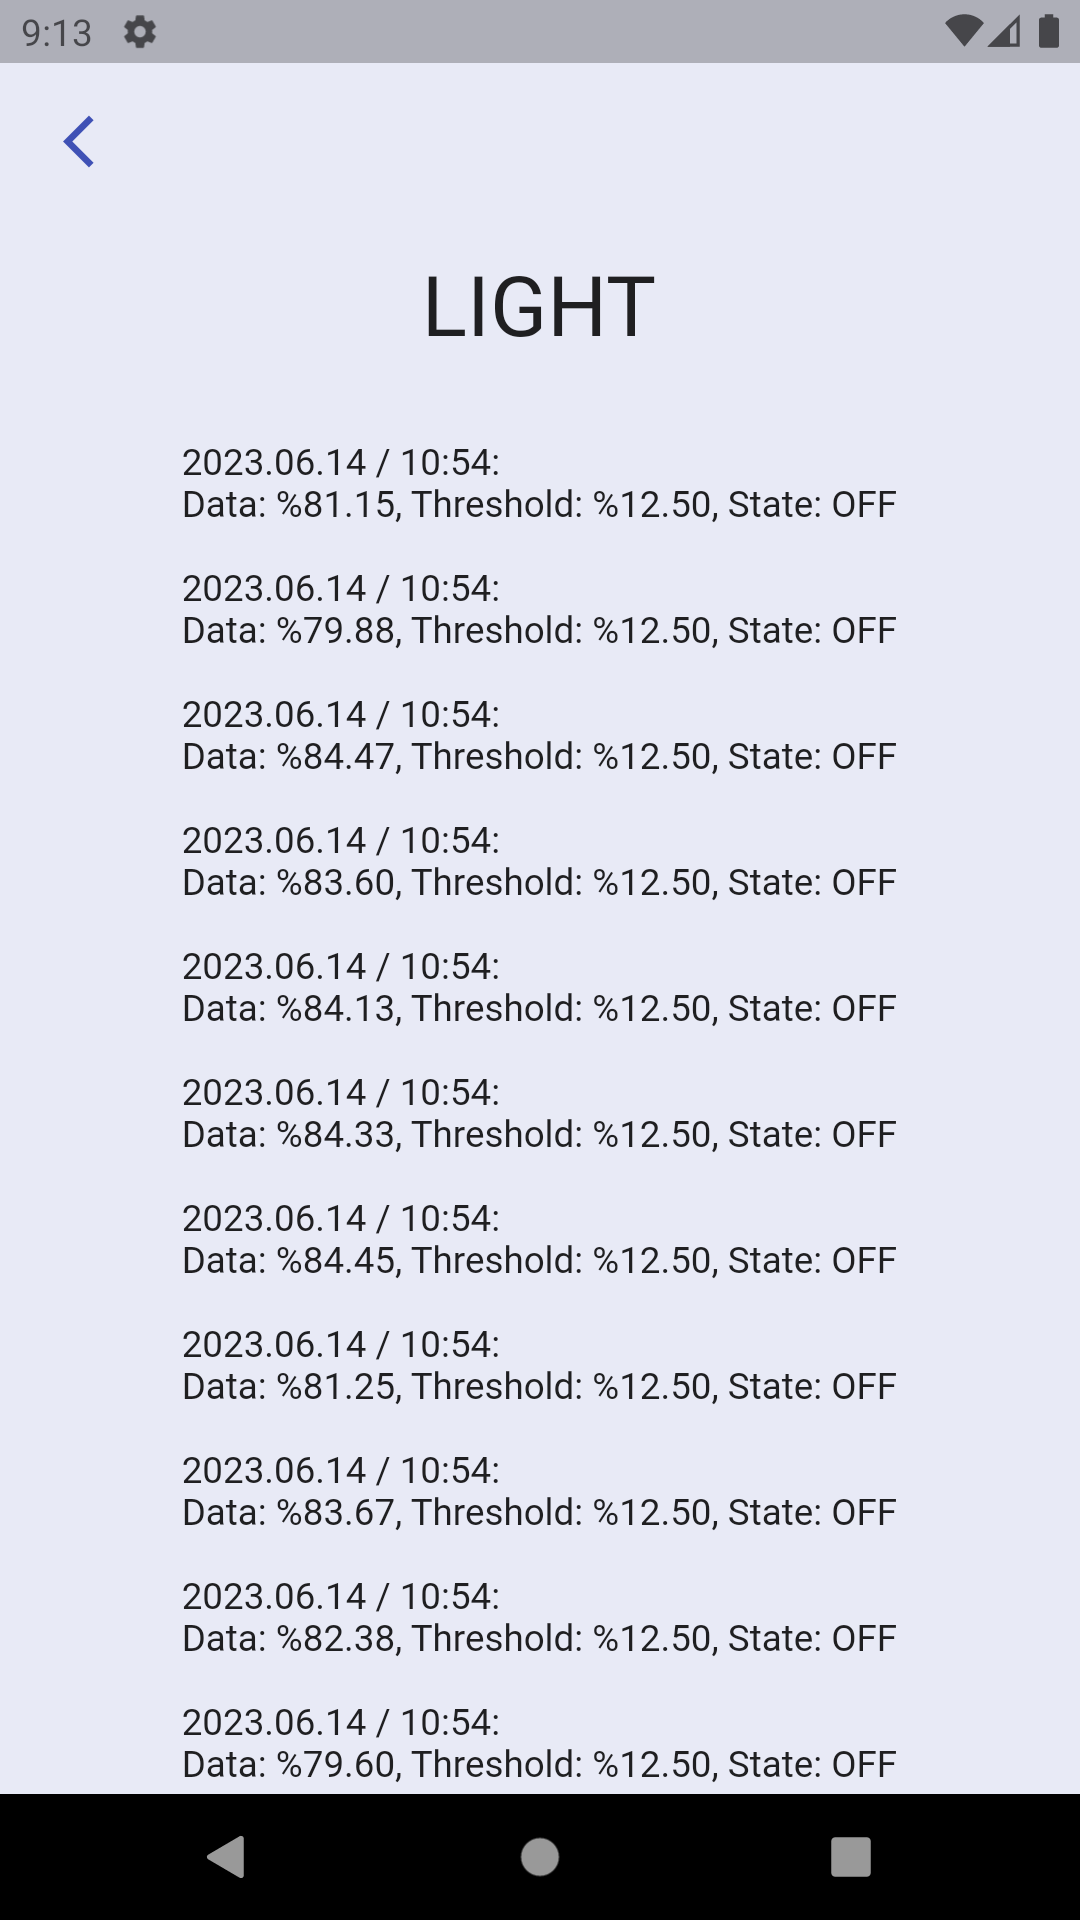 9:13
LIGHT
2023.06.14 / 10:54:
Data: %81.15, Threshold: %12.50, State: OFF
2023.06.14 / 10:54:
Data: %79.88, Threshold: %12.50, State: OFF
2023.06.14 / 10:54:
Data: %84.47, Threshold: %12.50, State: OFF
2023.06.14 / 10:54:
Data: %83.60, Threshold: %12.50, State: OFF
2023.06.14 / 10:54:
Data: %84.13, Threshold: %12.50, State: OFF
2023.06.14 / 10:54:
Data: %84.33, Threshold: %12.50, State: OFF
2023.06.14 / 10:54:
Data: %84.45, Threshold: %12.50, State: OFF
2023.06.14 / 10:54:
Data: %81.25, Threshold: %12.50, State: OFF
2023.06.14 / 10:54:
Data: %83.67, Threshold: %12.50, State: OFF
2023.06.14 / 10:54:
Data: %82.38, Threshold: %12.50, State: OFF
2023.06.14 / 10:54:
Data: %79.60, Threshold: %12.50, State: OFF